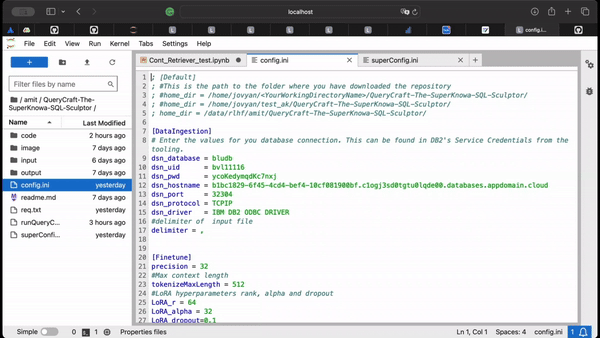 localhost
config.i...
File Edit View Run Kernel Tabs Settings Help
Cont_Retriever_test.ipynb
config.ini
superConfig.ini
Filter files by name
/ amit / QueryCraft-The-
SuperKnowa-SQL-Sculptor /
Name Last Modified
code 2 hours ago
image 7 days ago
input 6 days ago
output 7 days ago
config.ini yesterday
readme.md 7 days ago
req.txt yesterday
runQueryC... 3 hours ago
superConfi... yesterday
1 ; [Default]
2 ; #This is the path to the folder where you have downloaded the repository
3 ; home_dir = /home/jovyan/<YourWorkingDirectoryName>/QueryCraft-The-SuperKnowa-SQL-Sculptor/
4 ; home_dir = /home/jovyan/test_ak/QueryCraft-The-SuperKnowa-SQL-Sculptor/
5 ; home_dir = /data/rlhf/amit/QueryCraft-The-SuperKnowa-SQL-Sculptor/
6
7 [DataIngestion]
8 # Enter the values for you database connection. This can be found in DB2's Service Credentials from the
tooling.
9 dsn_database = bludb
10 dsn_uid = bvl11116
11 dsn_pwd = ycoKedymqdKc7nxj
12 dsn_hostname = b1bc1829-6f45-4cd4-bef4-10cf081900bf.c1ogj3sd0tgtu0lqde00.databases.appdomain.cloud
13 dsn_port = 32304
14 dsn_protocol = TCPIP
15 dsn_driver = IBM DB2 ODBC DRIVER
16 #delimiter of input file
17 delimiter = ,
18
19
20 [Finetune]
21 precision = 32
22 #Max context length
23 tokenizeMaxLength = 512
24 #LoRA hyperparameters rank, alpha and dropout
25 LoRA_r = 64
26 LoRA_alpha = 32
27 LoRA_dropout=0.1
Simple 0 1 Properties files Ln 1, Col 1 Spaces: 4 config.ini 1